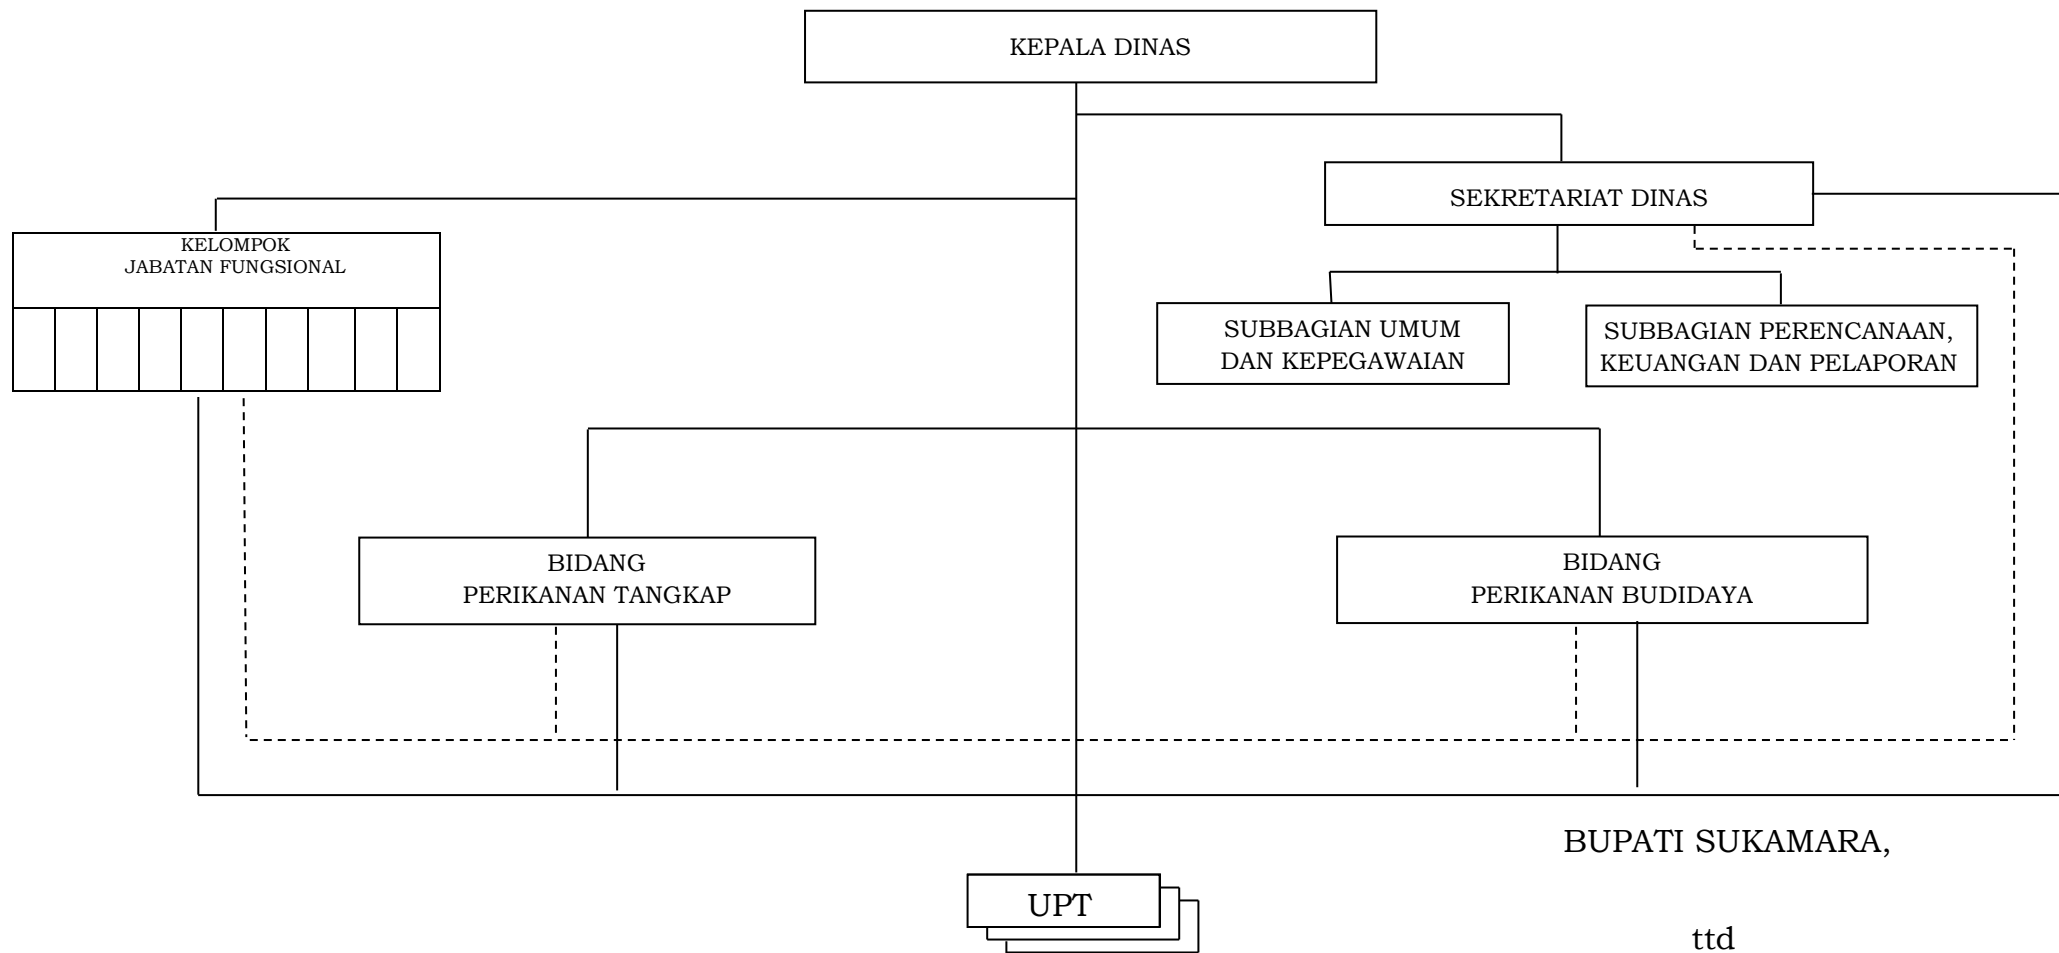 KEPALA DINAS
SEKRETARIAT DINAS
KELOMPOK
JABATAN FUNGSIONAL
SUBBAGIAN UMUM
DAN KEPEGAWAIAN
SUBBAGIAN PERENCANAAN,
KEUANGAN DAN PELAPORAN
BIDANG
PERIKANAN TANGKAP
BIDANG
PERIKANAN BUDIDAYA
BUPATI SUKAMARA,
UPT
ttd